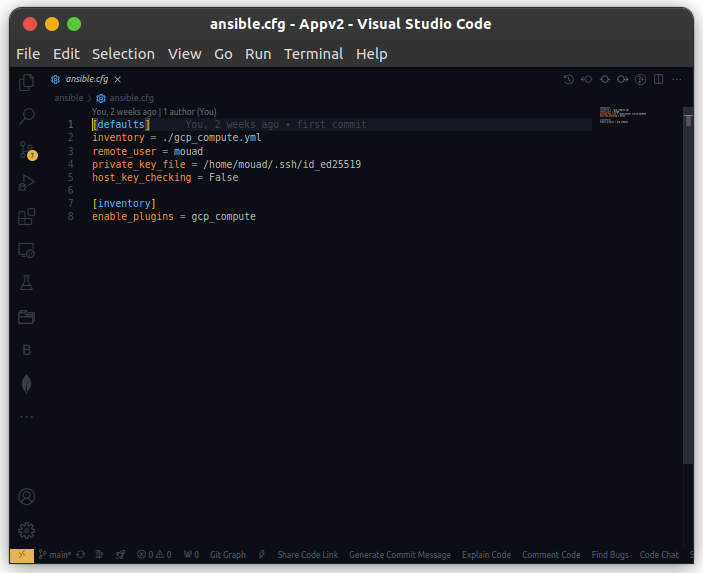 ansible.cfg - Appv2 - Visual Studio Code
File Edit Selection View Go Run Terminal Help
ansible.cfg
ansible > ansible.cfg
You, 2 weeks ago | 1 author (You)
1 [defaults] You, 2 weeks ago • first commit
2 inventory = ./gcp_compute.yml
3 remote_user = mouad
4 private_key_file = /home/mouad/.ssh/id_ed25519
5 host_key_checking = False
6
7 [inventory]
8 enable_plugins = gcp_compute
7
B
main* 0 0 0 Git Graph Share Code Link Generate Commit Message Explain Code Comment Code Find Bugs Code Chat S